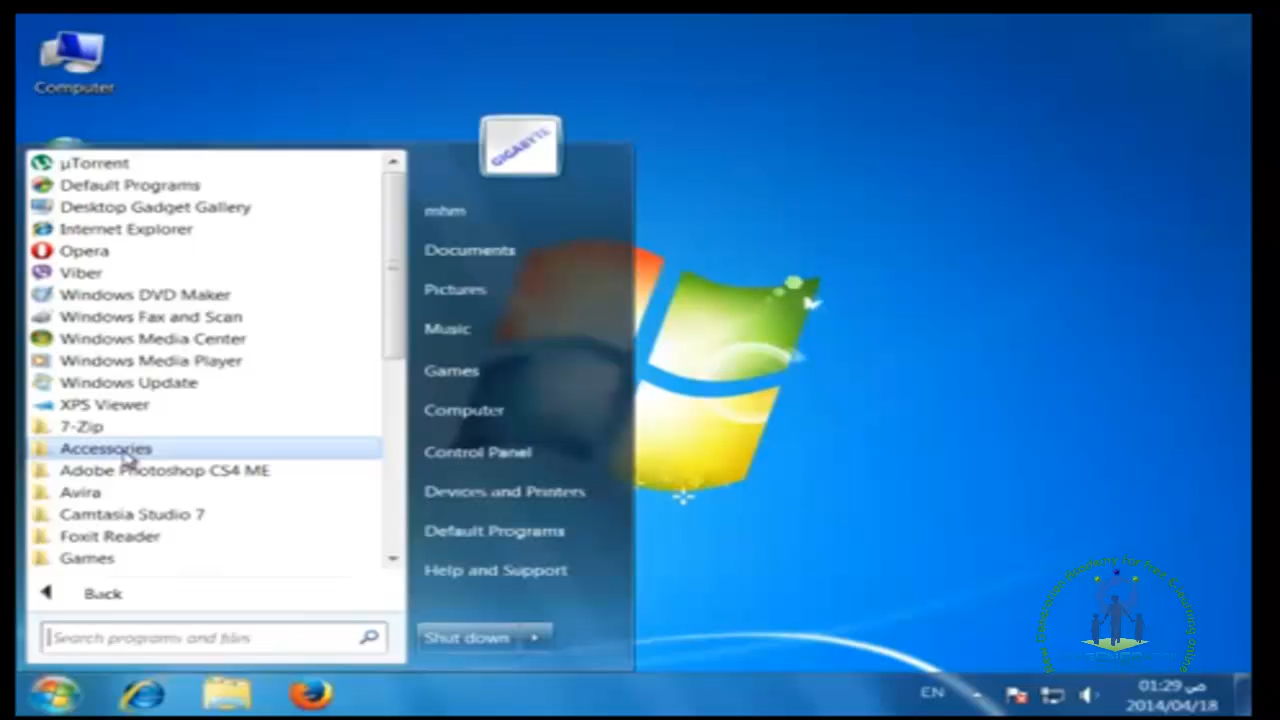 Computer
GIGABYTE
µTorrent
Default Programs
Desktop Gadget Gallery
Internet Explorer
Opera
Viber
Windows DVD Maker
Windows Fax and Scan
Windows Media Center
Windows Media Player
Windows Update
XPS Viewer
7-Zip
Accessories
Adobe Photoshop CS4 ME
Avira
Camtasia Studio 7
Foxit Reader
Games
Back
Search programs and files
mhm
Documents
Pictures
Music
Games
Computer
Control Panel
Devices and Printers
Default Programs
Help and Support
Shut down
EN
01:29 ص
2014/04/18